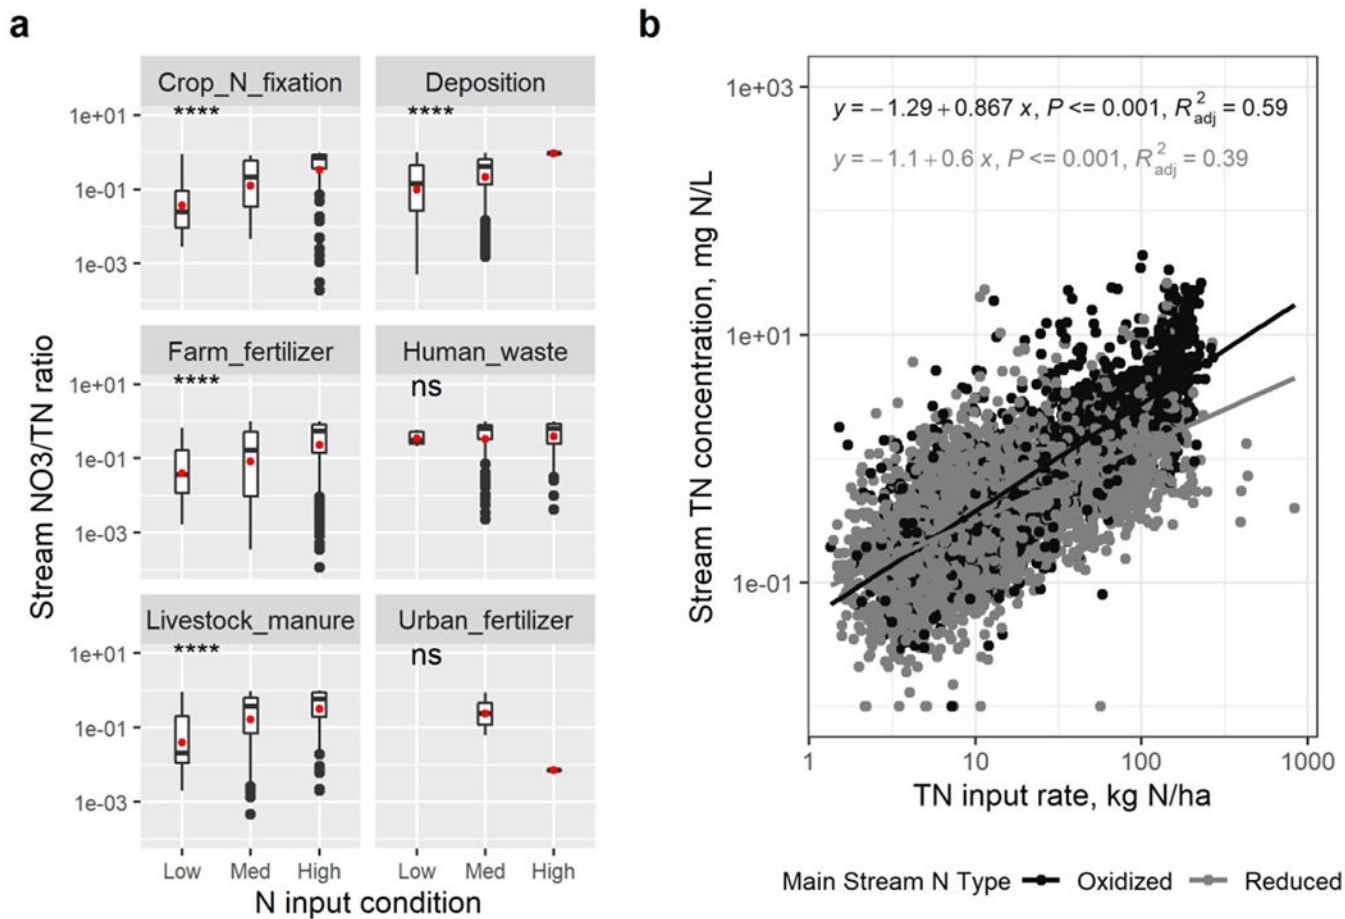 a
Crop_N_fixation
Deposition
****
****
1e+01
1e-01
1e-03
Farm_fertilizer
Human_waste
****
ns
1e+01
1e-01
1e-03
Livestock_manure
Urban_fertilizer
****
ns
1e+01
1e-01
1e-03
Low
Med
High
Low
Med
High
Stream NO3/TN ratio
N input condition
b
y = −1.29 + 0.867 x, P <= 0.001, R²adj = 0.59
y = −1.1 + 0.6 x, P <= 0.001, R²adj = 0.39
1e+03
1e+01
1e-01
1
10
100
1000
Stream TN concentration, mg N/L
TN input rate, kg N/ha
Main Stream N Type Oxidized Reduced